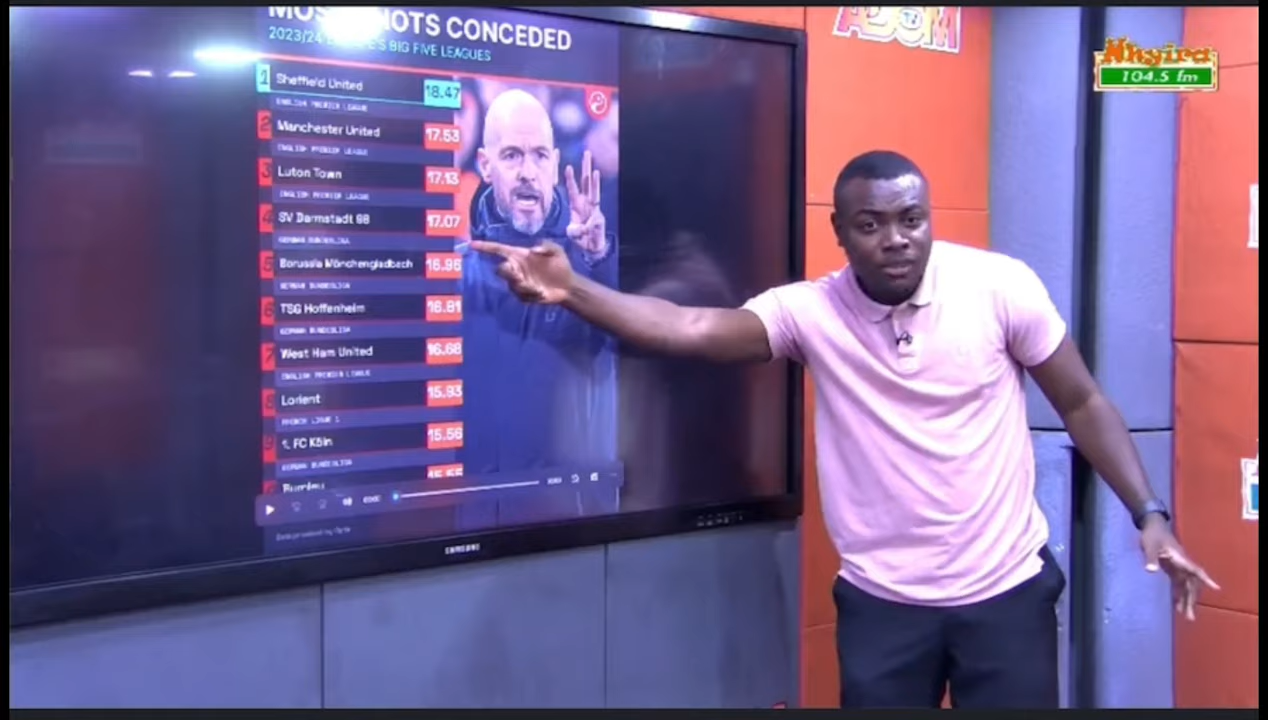 MOST SHOTS CONCEDED
2023/24 EUROPE'S BIG FIVE LEAGUES
1 Sheffield United 18.47
ENGLISH PREMIER LEAGUE
2 Manchester United 17.53
ENGLISH PREMIER LEAGUE
3 Luton Town 17.13
ENGLISH PREMIER LEAGUE
4 SV Darmstadt 98 17.07
GERMAN BUNDESLIGA
5 Borussia Mönchengladbach 16.96
GERMAN BUNDESLIGA
6 TSG Hoffenheim 16.81
GERMAN BUNDESLIGA
7 West Ham United 16.68
ENGLISH PREMIER LEAGUE
8 Lorient 15.93
FRENCH LIGUE 1
9 1. FC Köln 15.56
GERMAN BUNDESLIGA
Burnley
SAMSUNG
ADOM
Nhyira
104.5 fm